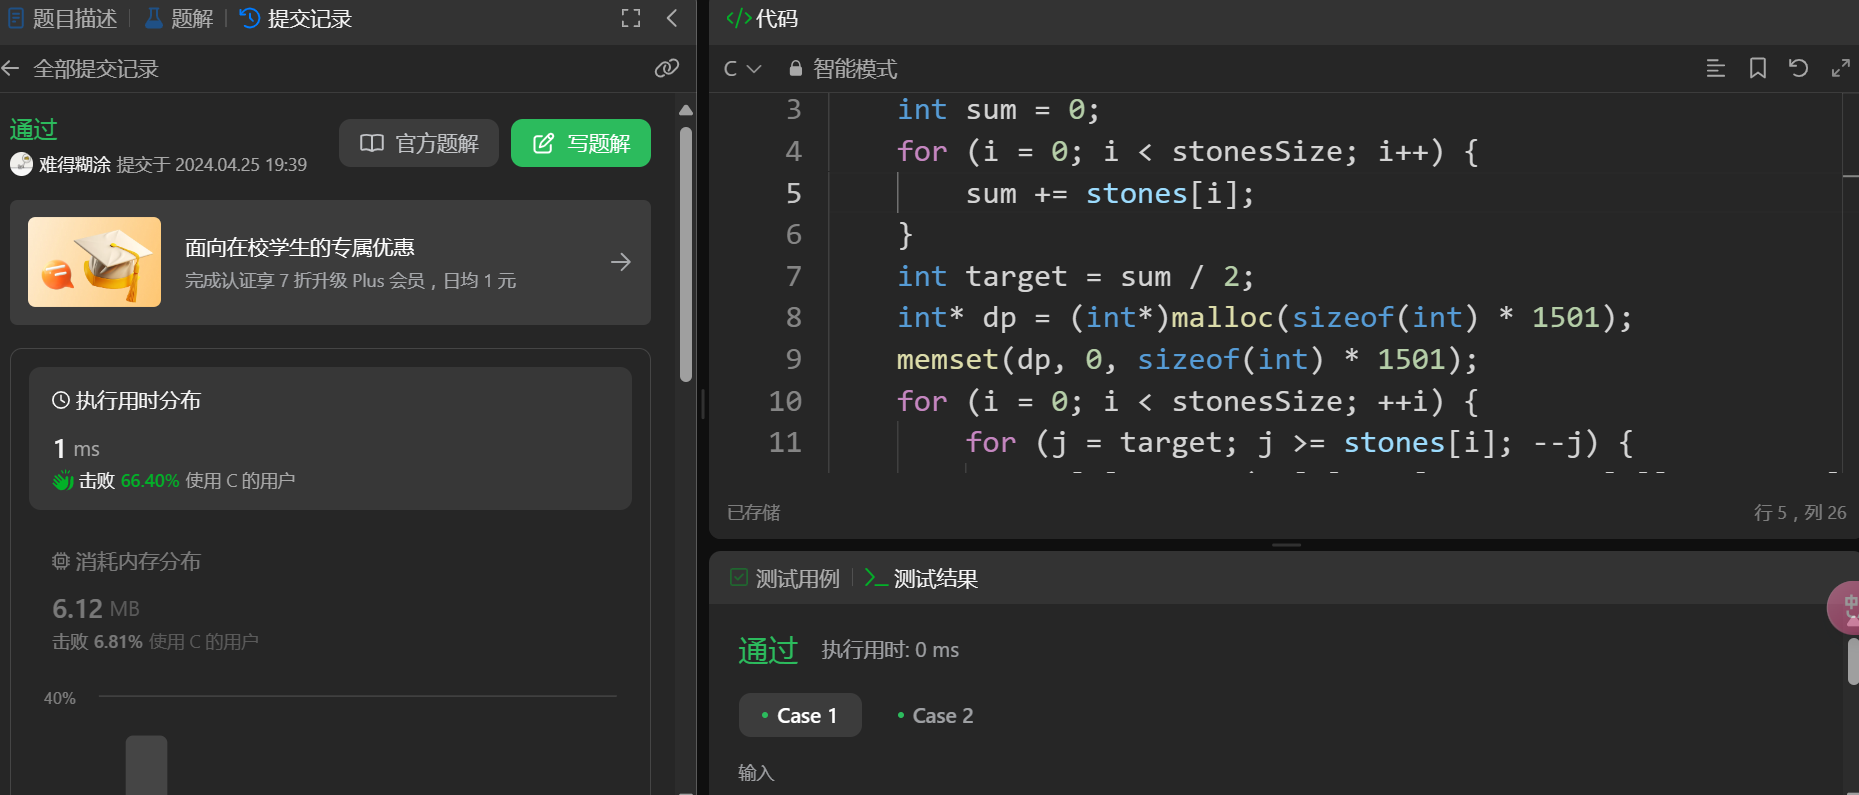 题目描述 题解 提交记录
全部提交记录
通过
难得糊涂 提交于 2024.04.25 19:39
官方题解
写题解
面向在校学生的专属优惠
完成认证享 7 折升级 Plus 会员，日均 1 元
执行用时分布
1 ms
击败 66.40% 使用 C 的用户
消耗内存分布
6.12 MB
击败 6.81% 使用 C 的用户
40%
</>代码
C 智能模式
3 int sum = 0;
4 for (i = 0; i < stonesSize; i++) {
5 sum += stones[i];
6 }
7 int target = sum / 2;
8 int* dp = (int*)malloc(sizeof(int) * 1501);
9 memset(dp, 0, sizeof(int) * 1501);
10 for (i = 0; i < stonesSize; ++i) {
11 for (j = target; j >= stones[i]; --j) {
已存储
行 5，列 26
测试用例 >_ 测试结果
通过 执行用时: 0 ms
• Case 1 • Case 2
输入
中